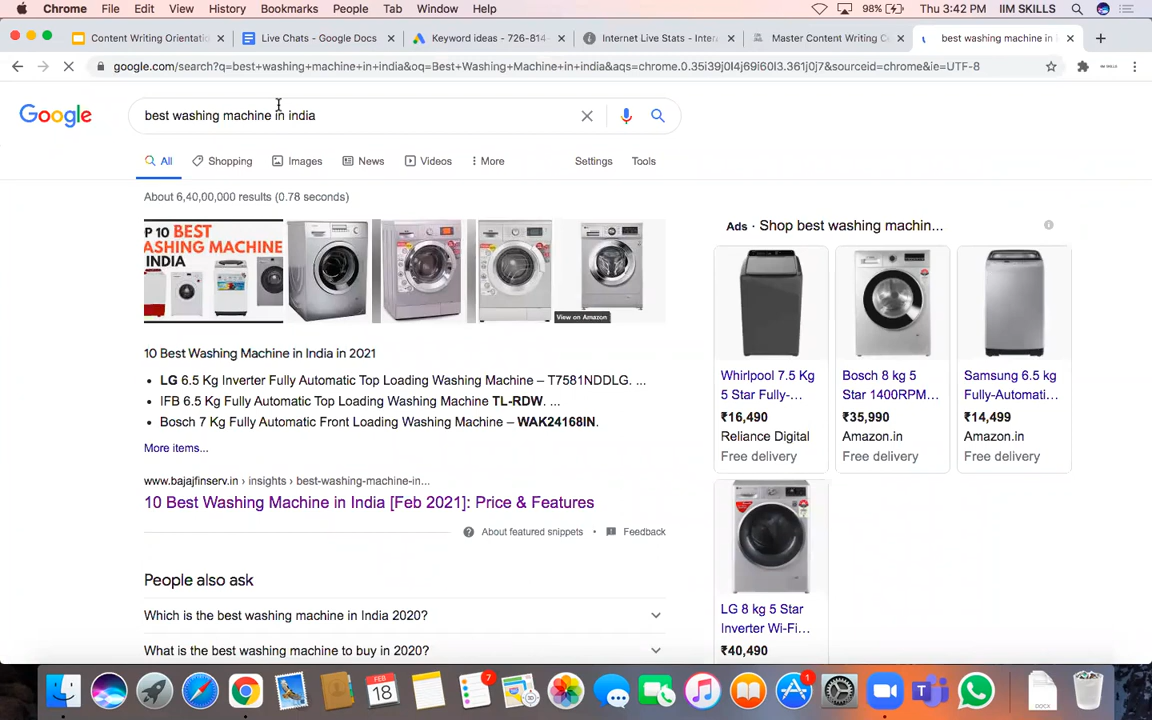 Chrome File Edit View History Bookmarks People Tab Window Help 98% Thu 3:42 PM IIM SKILLS
Content Writing Orientatio Live Chats - Google Docs Keyword ideas - 726-814- Internet Live Stats - Inter Master Content Writing Co best washing machine in
google.com/search?q=best+washing+machine+in+india&oq=Best+Washing+Machine+in+india&aqs=chrome.0.35i39j0l4j69i60l3.361j0j7&sourceid=chrome&ie=UTF-8
Google best washing machine in india
All Shopping Images News Videos More Settings Tools
About 6,40,00,000 results (0.78 seconds)
P 10 BEST
ASHING MACHINE
INDIA
View on Amazon
10 Best Washing Machine in India in 2021
• LG 6.5 Kg Inverter Fully Automatic Top Loading Washing Machine – T7581NDDLG. ...
• IFB 6.5 Kg Fully Automatic Top Loading Washing Machine TL-RDW. ...
• Bosch 7 Kg Fully Automatic Front Loading Washing Machine – WAK24168IN.
More items...
www.bajajfinserv.in › insights › best-washing-machine-in...
10 Best Washing Machine in India [Feb 2021]: Price & Features
About featured snippets • Feedback
People also ask
Which is the best washing machine in India 2020?
What is the best washing machine to buy in 2020?
Ads · Shop best washing machin...
Whirlpool 7.5 Kg
5 Star Fully-...
₹16,490
Reliance Digital
Free delivery
Bosch 8 kg 5
Star 1400RPM...
₹35,990
Amazon.in
Free delivery
Samsung 6.5 kg
Fully-Automati...
₹14,499
Amazon.in
Free delivery
LG 8 kg 5 Star
Inverter Wi-Fi...
₹40,490
FEB
18
7
1
DOCX